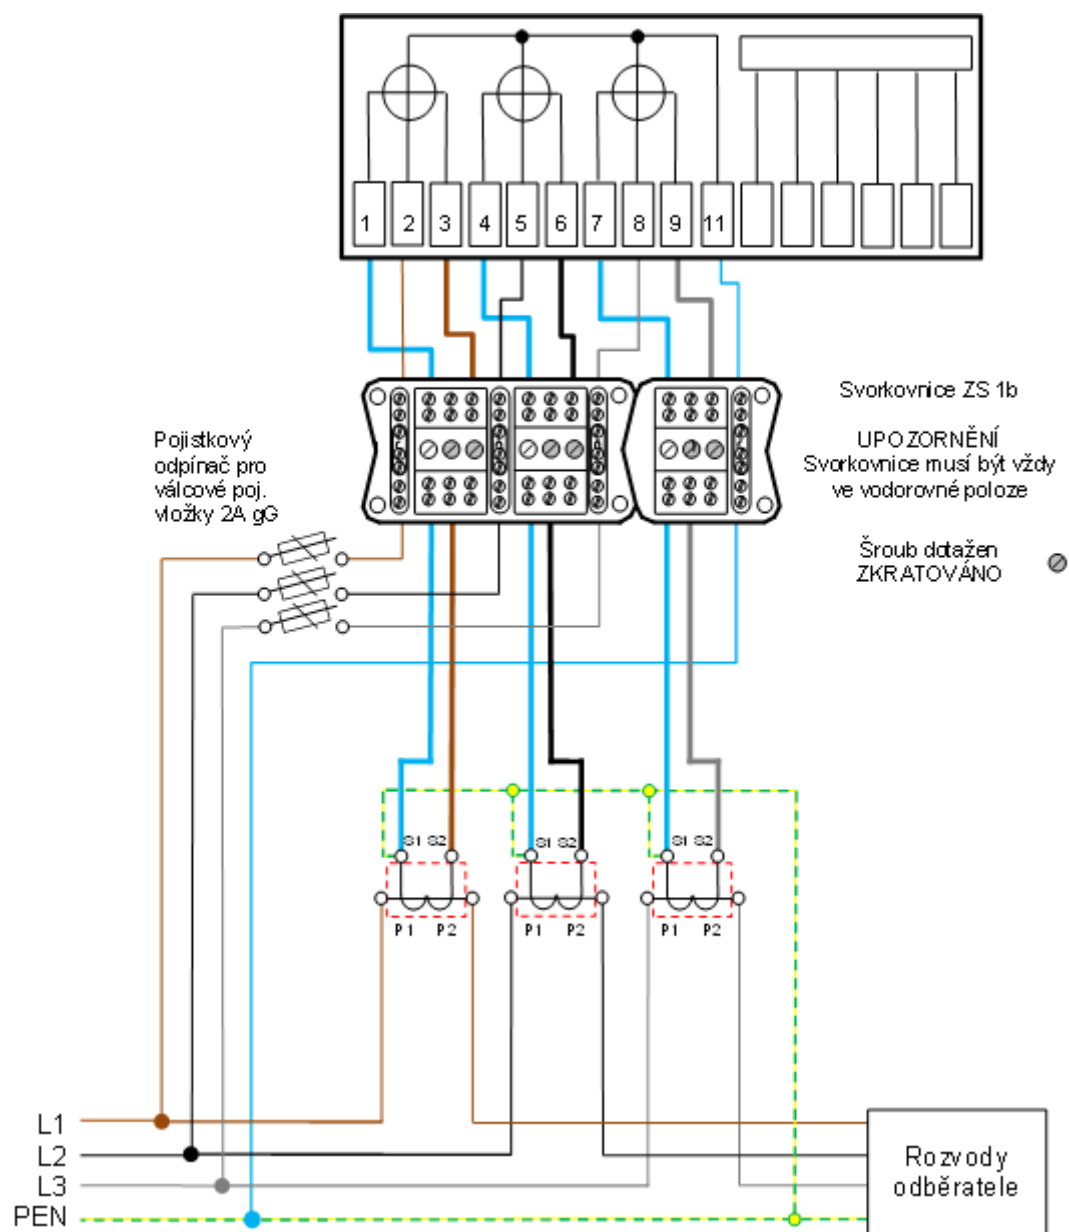 1 2 3 4 5 6 7 8 9 11
Svorkovnice ZS 1b
UPOZORNĚNÍ
Svorkovnice musí být vždy
ve vodorovné poloze
Pojistkový
odpínač pro
válcové poj.
vložky 2A gG
Šroub dotažen
ZKRATOVÁNO
S1 S2 S1 S2 S1 S2
P1 P2 P1 P2 P1 P2
L1
L2
L3
PEN
Rozvody
odběratele